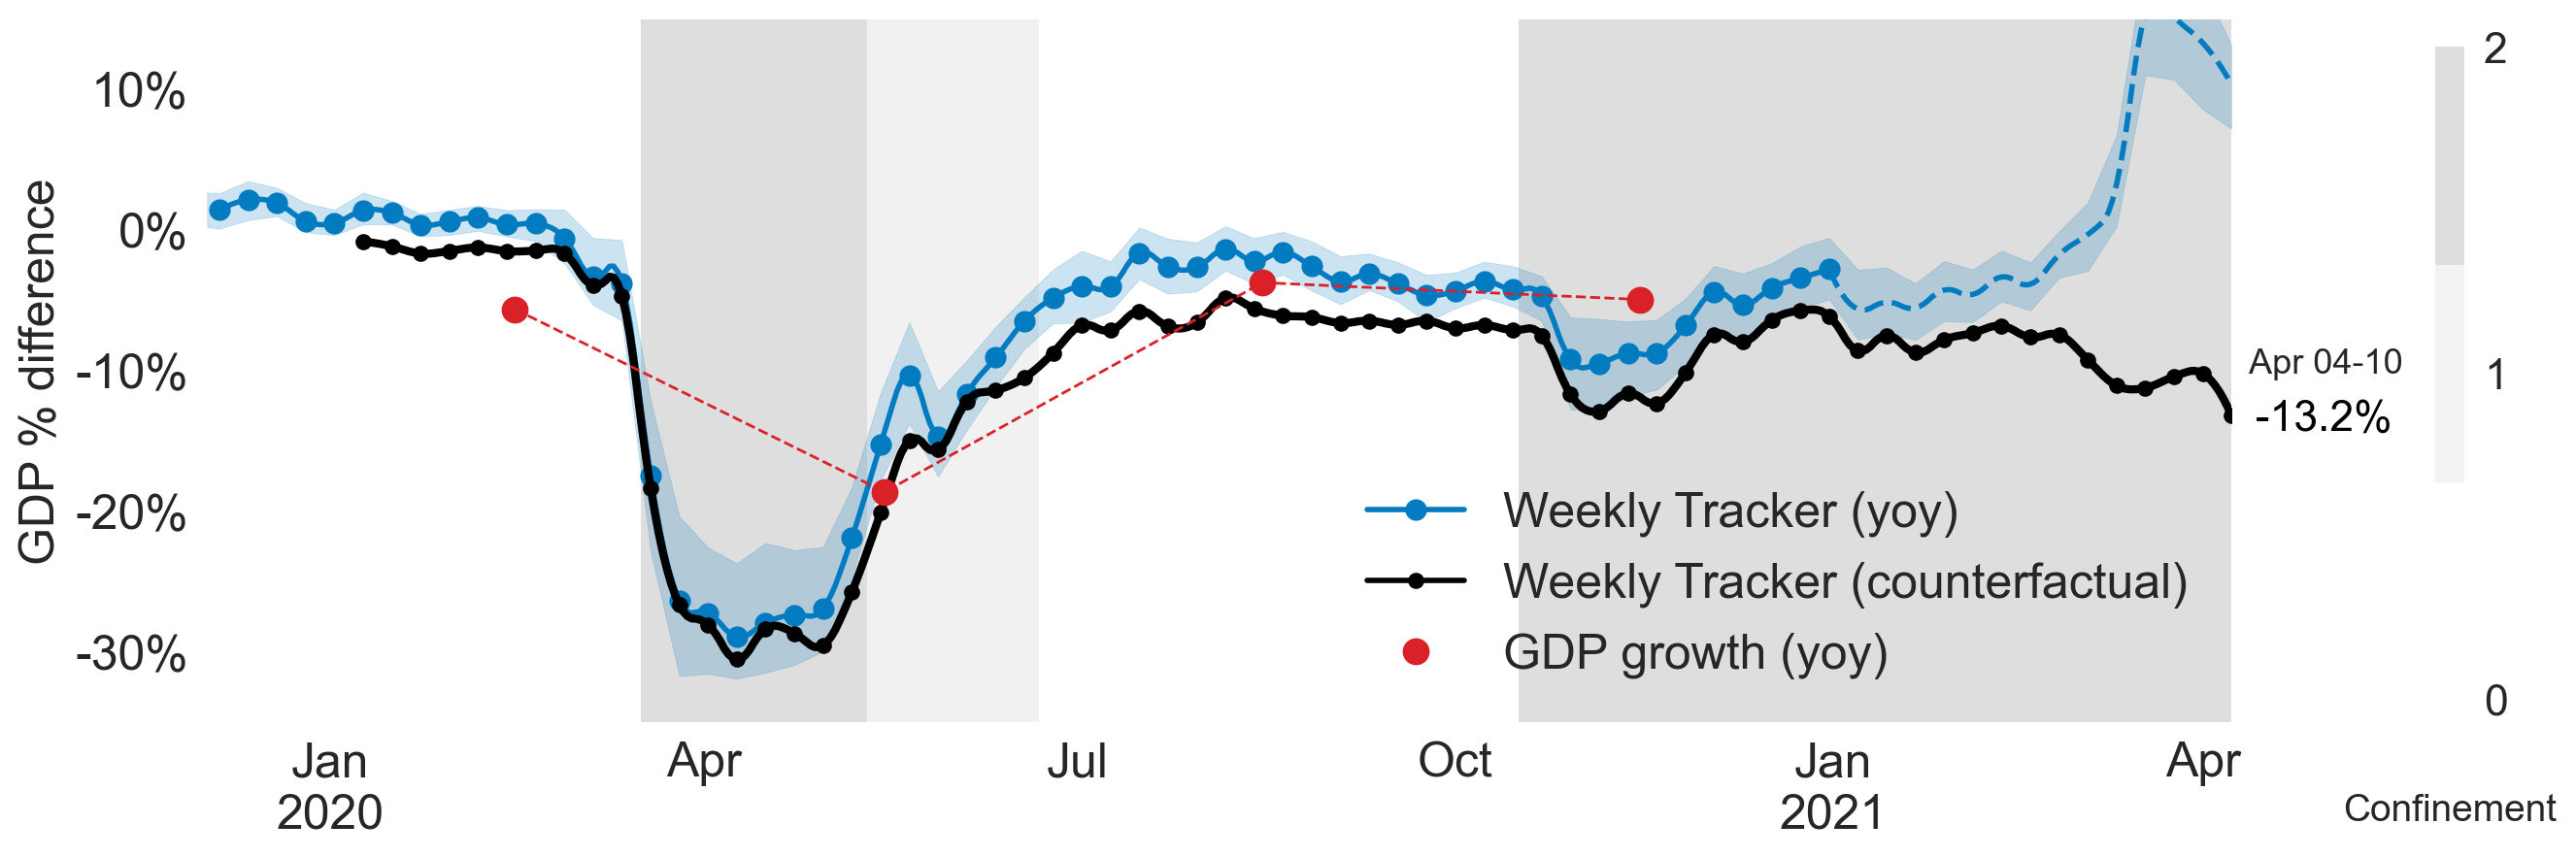 GDP % difference
10%
0%
-10%
-20%
-30%
Weekly Tracker (yoy)
Weekly Tracker (counterfactual)
GDP growth (yoy)
Apr 04-10
-13.2%
2
1
0
Confinement
Jan
2020
Apr
Jul
Oct
Jan
2021
Apr